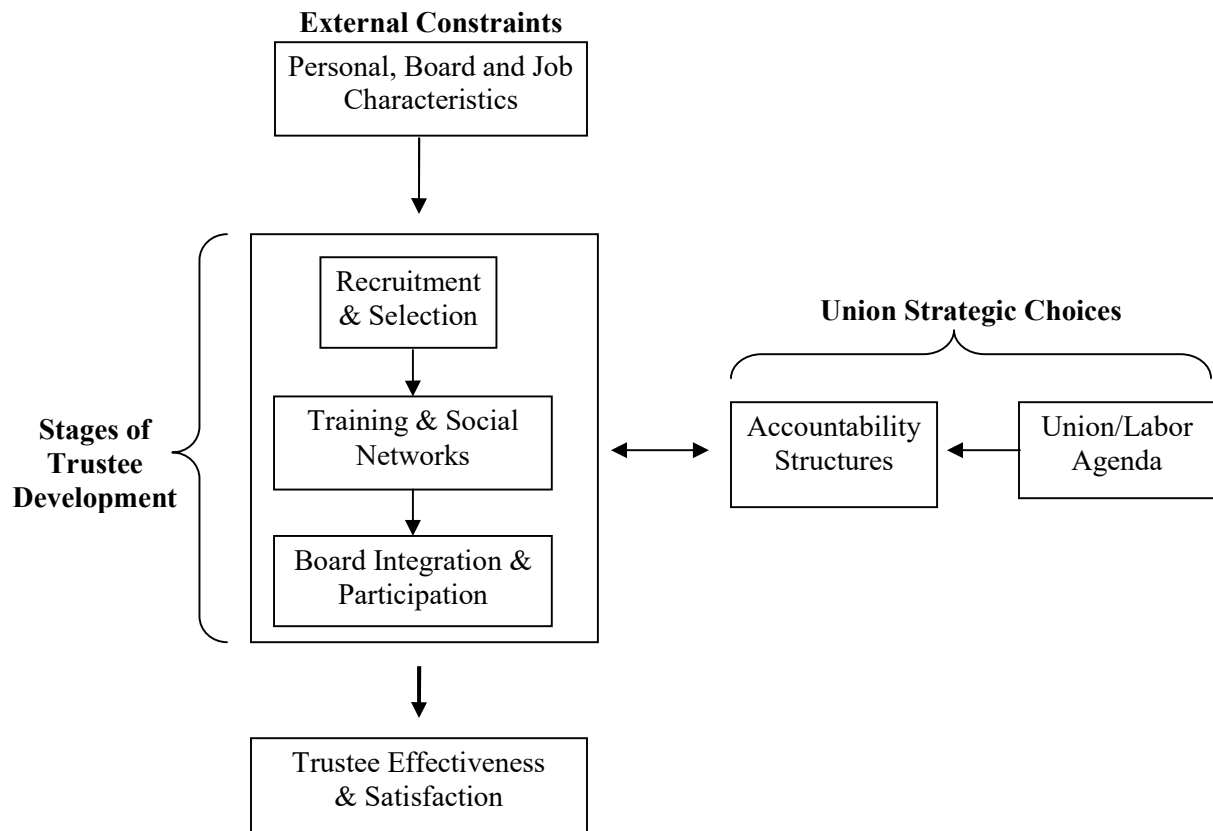 External Constraints
Personal, Board and Job
Characteristics
Recruitment
& Selection
Union Strategic Choices
Stages of
Trustee
Development
Training & Social
Networks
Accountability
Structures
Union/Labor
Agenda
Board Integration &
Participation
Trustee Effectiveness
& Satisfaction